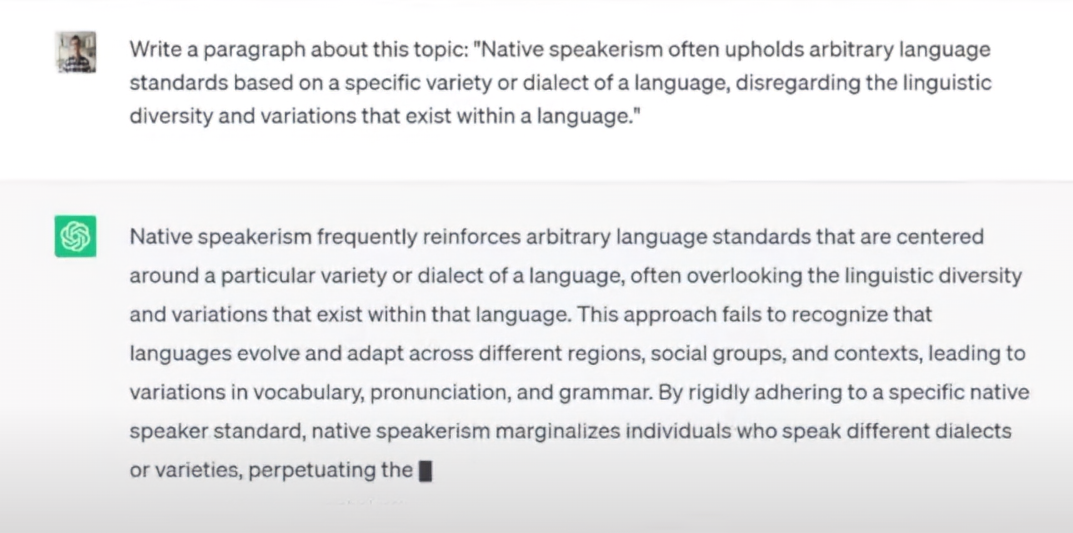 Write a paragraph about this topic: "Native speakerism often upholds arbitrary language
standards based on a specific variety or dialect of a language, disregarding the linguistic
diversity and variations that exist within a language."
Native speakerism frequently reinforces arbitrary language standards that are centered
around a particular variety or dialect of a language, often overlooking the linguistic diversity
and variations that exist within that language. This approach fails to recognize that
languages evolve and adapt across different regions, social groups, and contexts, leading to
variations in vocabulary, pronunciation, and grammar. By rigidly adhering to a specific native
speaker standard, native speakerism marginalizes individuals who speak different dialects
or varieties, perpetuating the